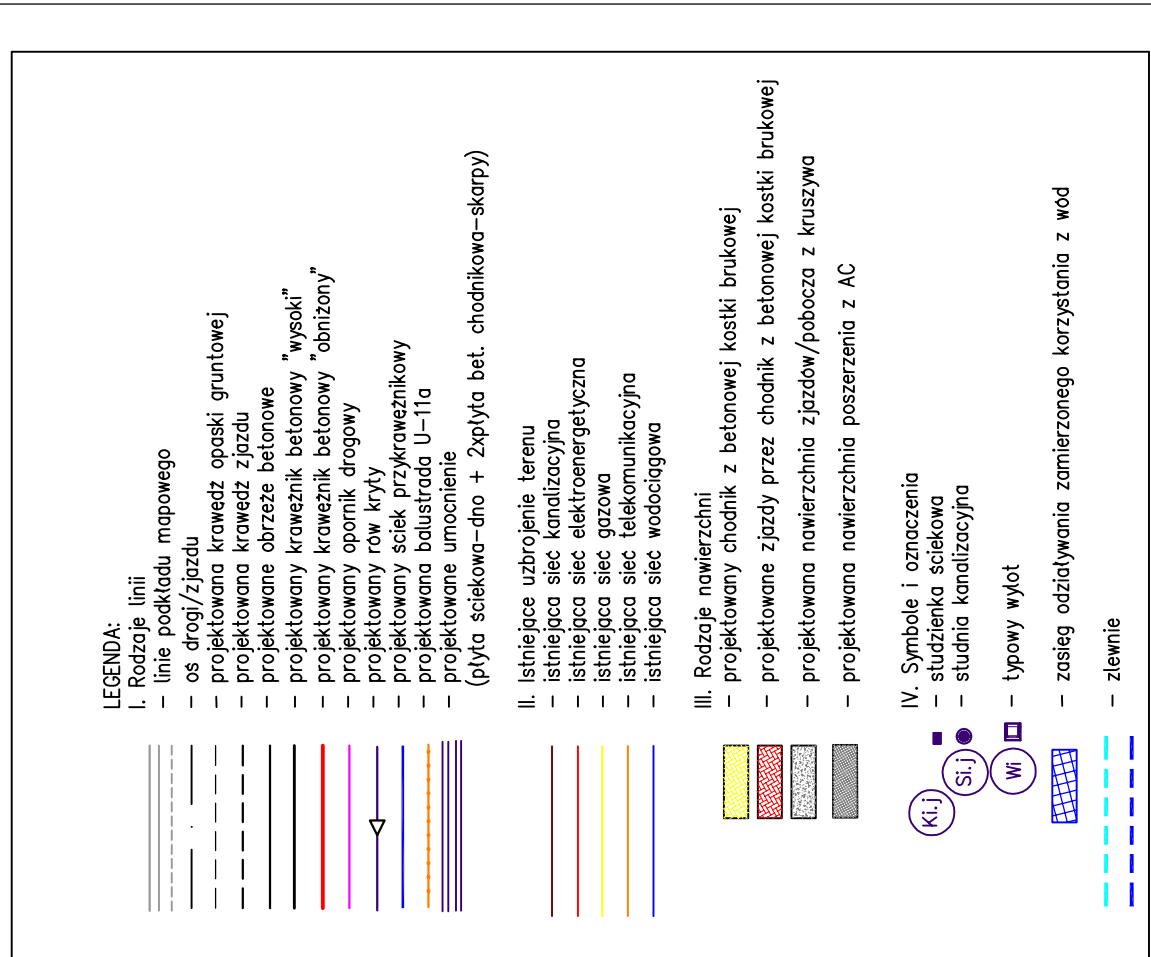 LEGENDA:
I. Rodzaje linii
– linie podkładu mapowego
– oś drogi/zjazdu
– projektowana krawędź opaski gruntowej
– projektowana krawędź zjazdu
– projektowane obrzeże betonowe
– projektowany krawężnik betonowy "wysoki"
– projektowany krawężnik betonowy "obniżony"
– projektowany opornik drogowy
– projektowany rów kryty
– projektowany ściek przykrawężnikowy
– projektowana balustrada U–11a
– projektowane umocnienie
(płyta ściekowa–dno + 2xpłyta bet. chodnikowa–skarpy)
II. Istniejące uzbrojenie terenu
– istniejąca sieć kanalizacyjna
– istniejąca sieć elektroenergetyczna
– istniejąca sieć gazowa
– istniejąca sieć telekomunikacyjna
– istniejąca sieć wodociągowa
III. Rodzaje nawierzchni
– projektowany chodnik z betonowej kostki brukowej
– projektowane zjazdy przez chodnik z betonowej kostki brukowej
– projektowana nawierzchnia zjazdów/pobocza z kruszywa
– projektowana nawierzchnia poszerzenia z AC
IV. Symbole i oznaczenia
Ki.j – studzienka ściekowa
Si.j – studnia kanalizacyjna
Wi – typowy wylot
– zasięg odziaływania zamierzonego korzystania z wód
– zlewnie